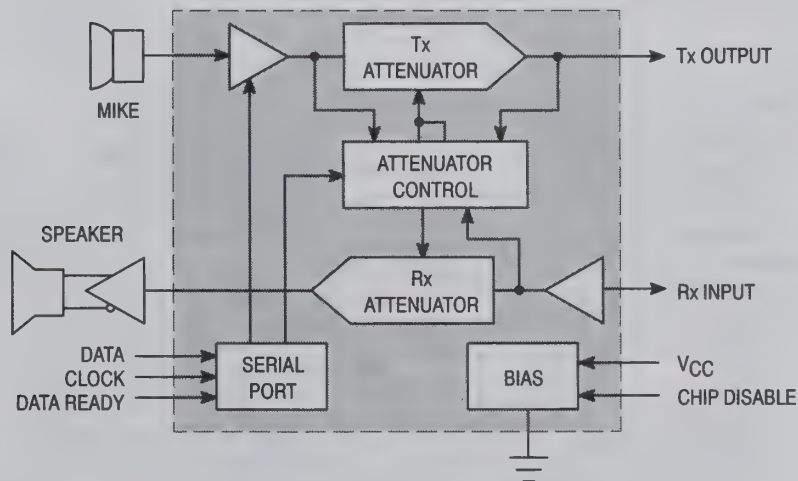 Tx
ATTENUATOR
Tx OUTPUT
MIKE
ATTENUATOR
CONTROL
SPEAKER
Rx
ATTENUATOR
Rx INPUT
DATA
CLOCK
DATA READY
SERIAL
PORT
BIAS
VCC
CHIP DISABLE